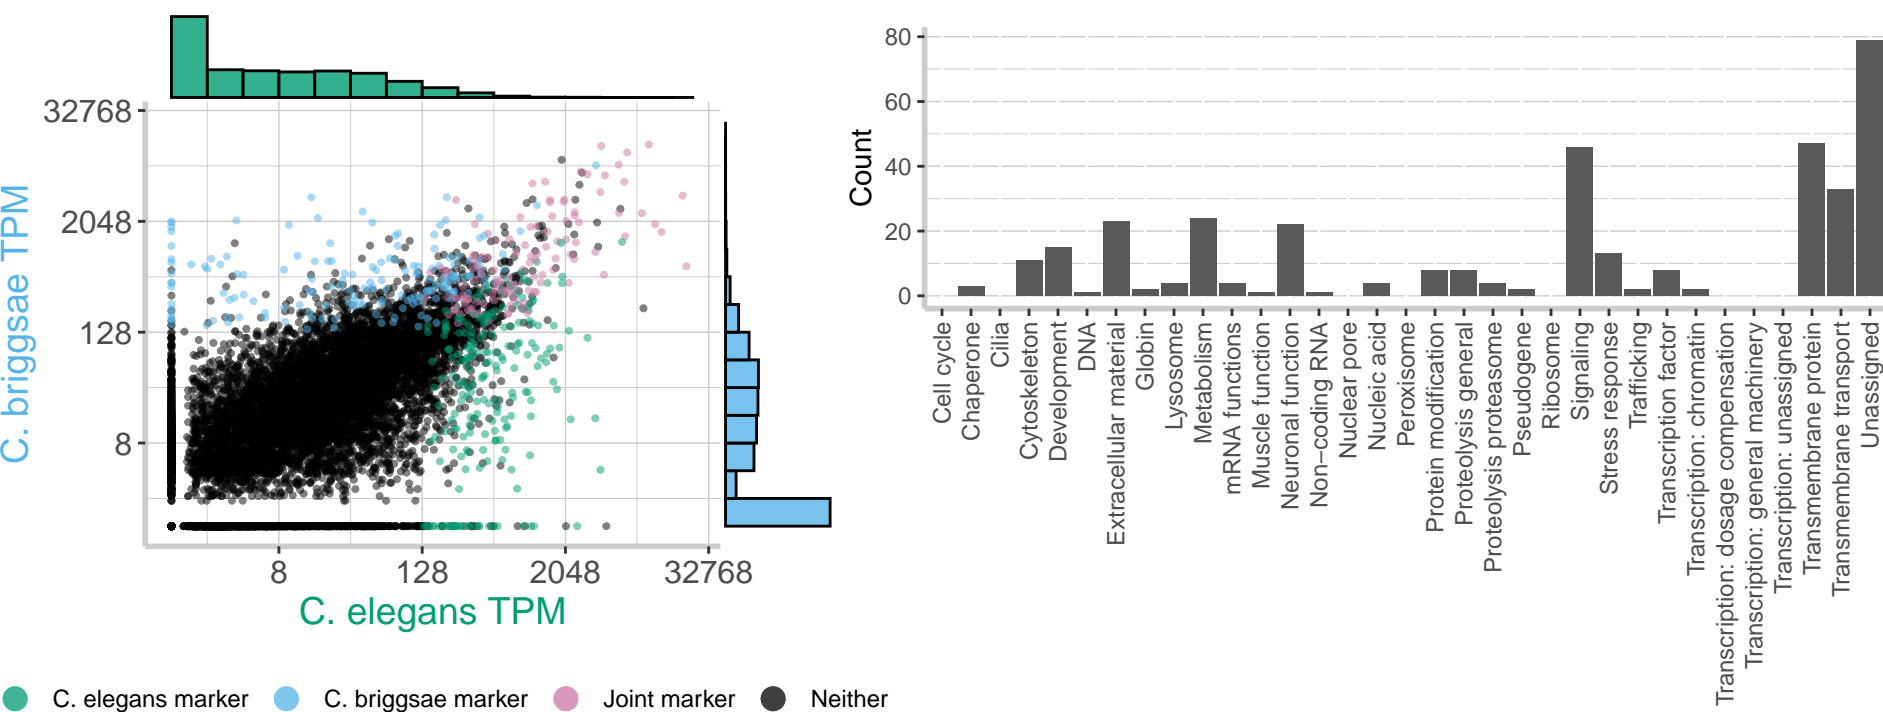 32768
2048
128
8
C. briggsae TPM
8
128
2048
32768
C. elegans TPM
C. elegans marker
C. briggsae marker
Joint marker
Neither
80
60
40
20
0
Count
Cell cycle
Chaperone
Cilia
Cytoskeleton
Development
DNA
Extracellular material
Globin
Lysosome
Metabolism
mRNA functions
Muscle function
Neuronal function
Non−coding RNA
Nuclear pore
Nucleic acid
Peroxisome
Protein modification
Proteolysis general
Proteolysis proteasome
Pseudogene
Ribosome
Signaling
Stress response
Trafficking
Transcription factor
Transcription: chromatin
Transcription: dosage compensation
Transcription: general machinery
Transcription: unassigned
Transmembrane protein
Transmembrane transport
Unassigned